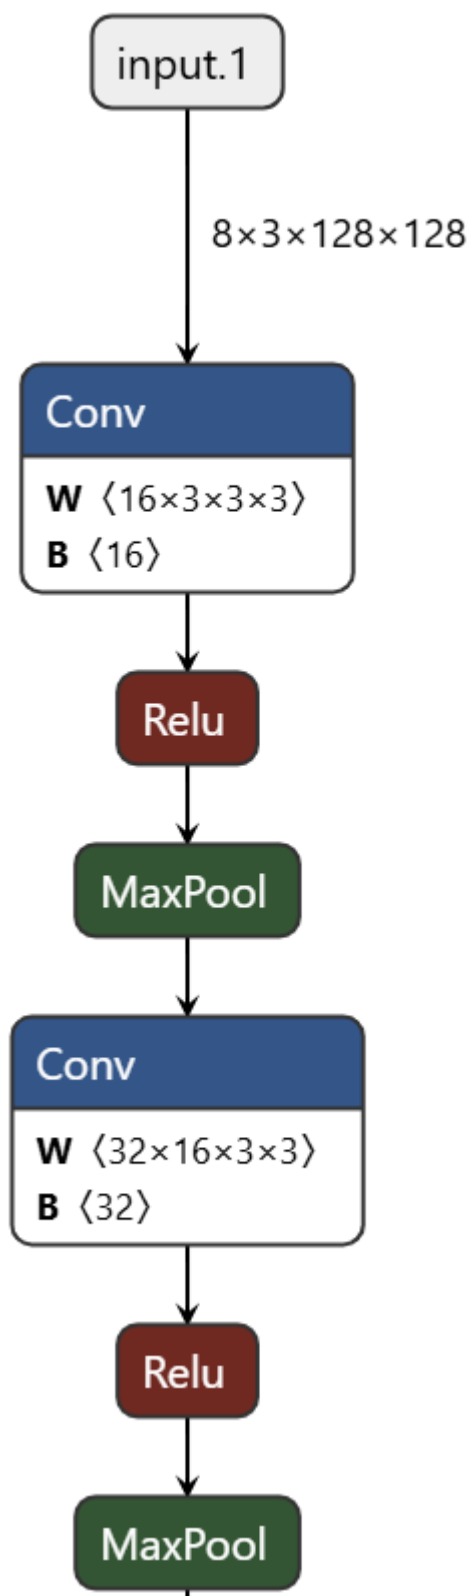 input.1
8×3×128×128
Conv
W ⟨16×3×3×3⟩
B ⟨16⟩
Relu
MaxPool
Conv
W ⟨32×16×3×3⟩
B ⟨32⟩
Relu
MaxPool